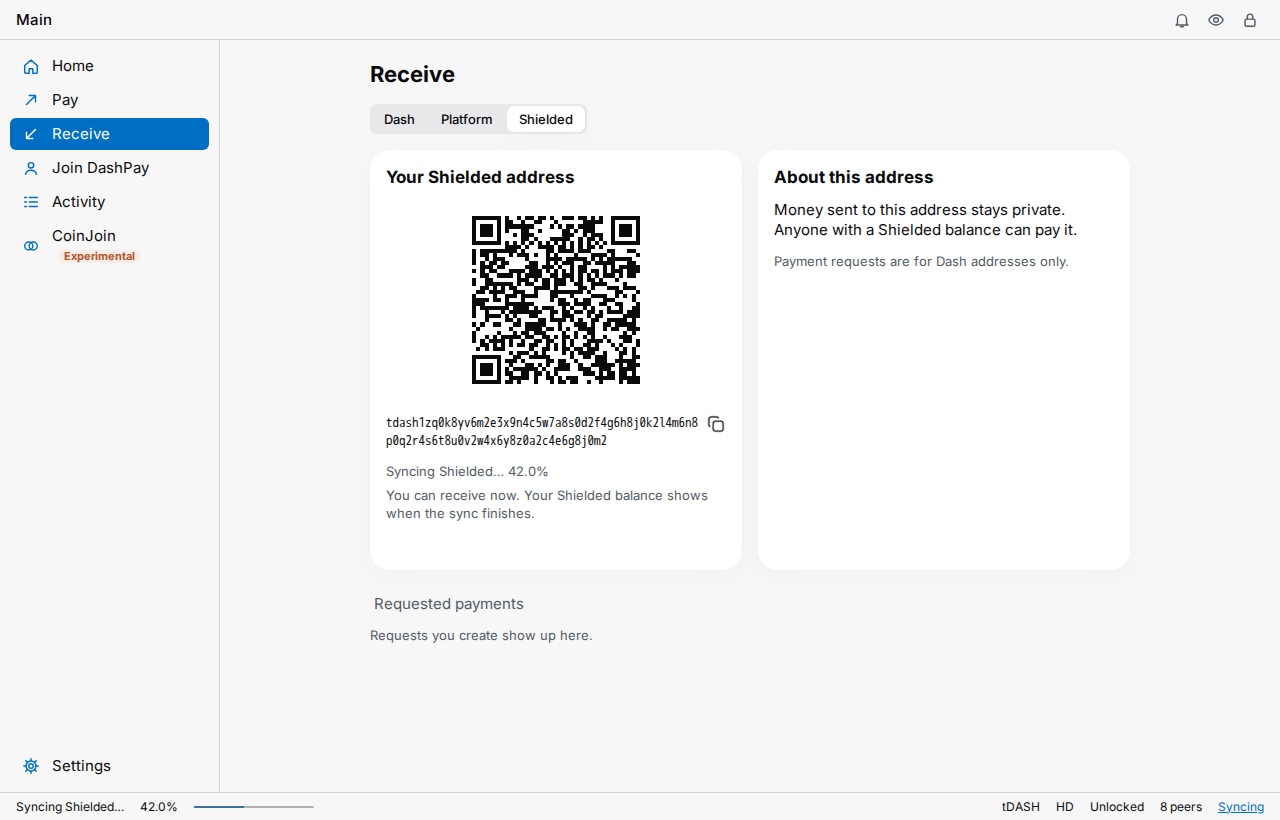 Main
Home
Pay
Receive
Join DashPay
Activity
CoinJoin
Experimental
Settings
Receive
Dash Platform Shielded
Your Shielded address
tdash1zq0k8yv6m2e3x9n4c5w7a8s0d2f4g6h8j0k2l4m6n8
p0q2r4s6t8u0v2w4x6y8z0a2c4e6g8j0m2
Syncing Shielded... 42.0%
You can receive now. Your Shielded balance shows
when the sync finishes.
About this address
Money sent to this address stays private.
Anyone with a Shielded balance can pay it.
Payment requests are for Dash addresses only.
Requested payments
Requests you create show up here.
Syncing Shielded... 42.0% tDASH HD Unlocked 8 peers Syncing